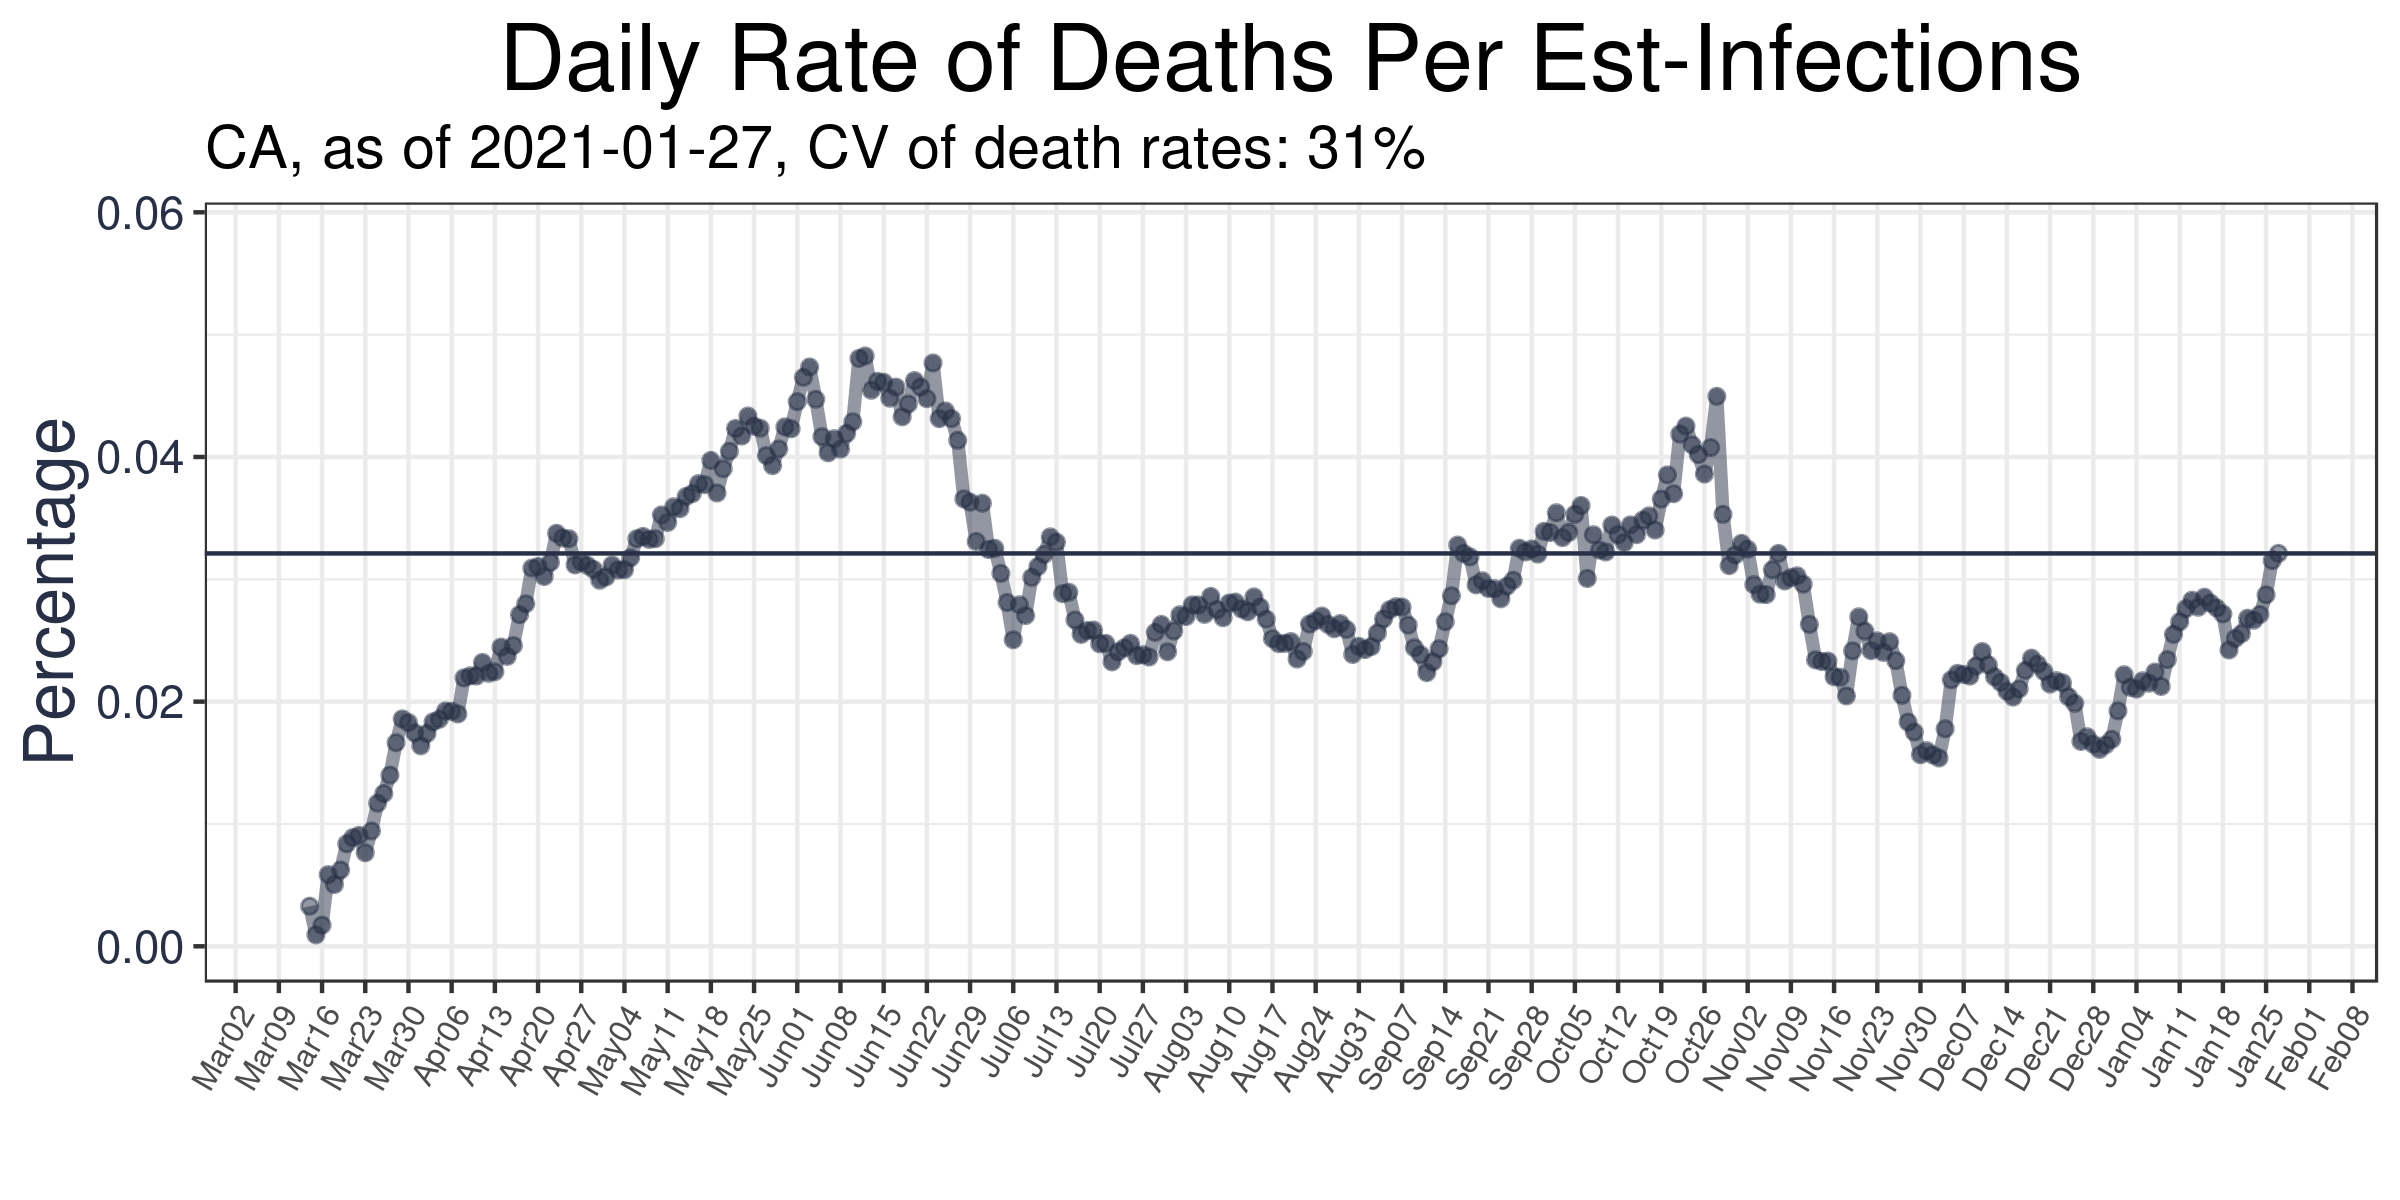 Daily Rate of Deaths Per Est-Infections
CA, as of 2021-01-27, CV of death rates: 31%
Percentage
0.06
0.04
0.02
0.00
Mar02
Mar09
Mar16
Mar23
Mar30
Apr06
Apr13
Apr20
Apr27
May04
May11
May18
May25
Jun01
Jun08
Jun15
Jun22
Jun29
Jul06
Jul13
Jul20
Jul27
Aug03
Aug10
Aug17
Aug24
Aug31
Sep07
Sep14
Sep21
Sep28
Oct05
Oct12
Oct19
Oct26
Nov02
Nov09
Nov16
Nov23
Nov30
Dec07
Dec14
Dec21
Dec28
Jan04
Jan11
Jan18
Jan25
Feb01
Feb08